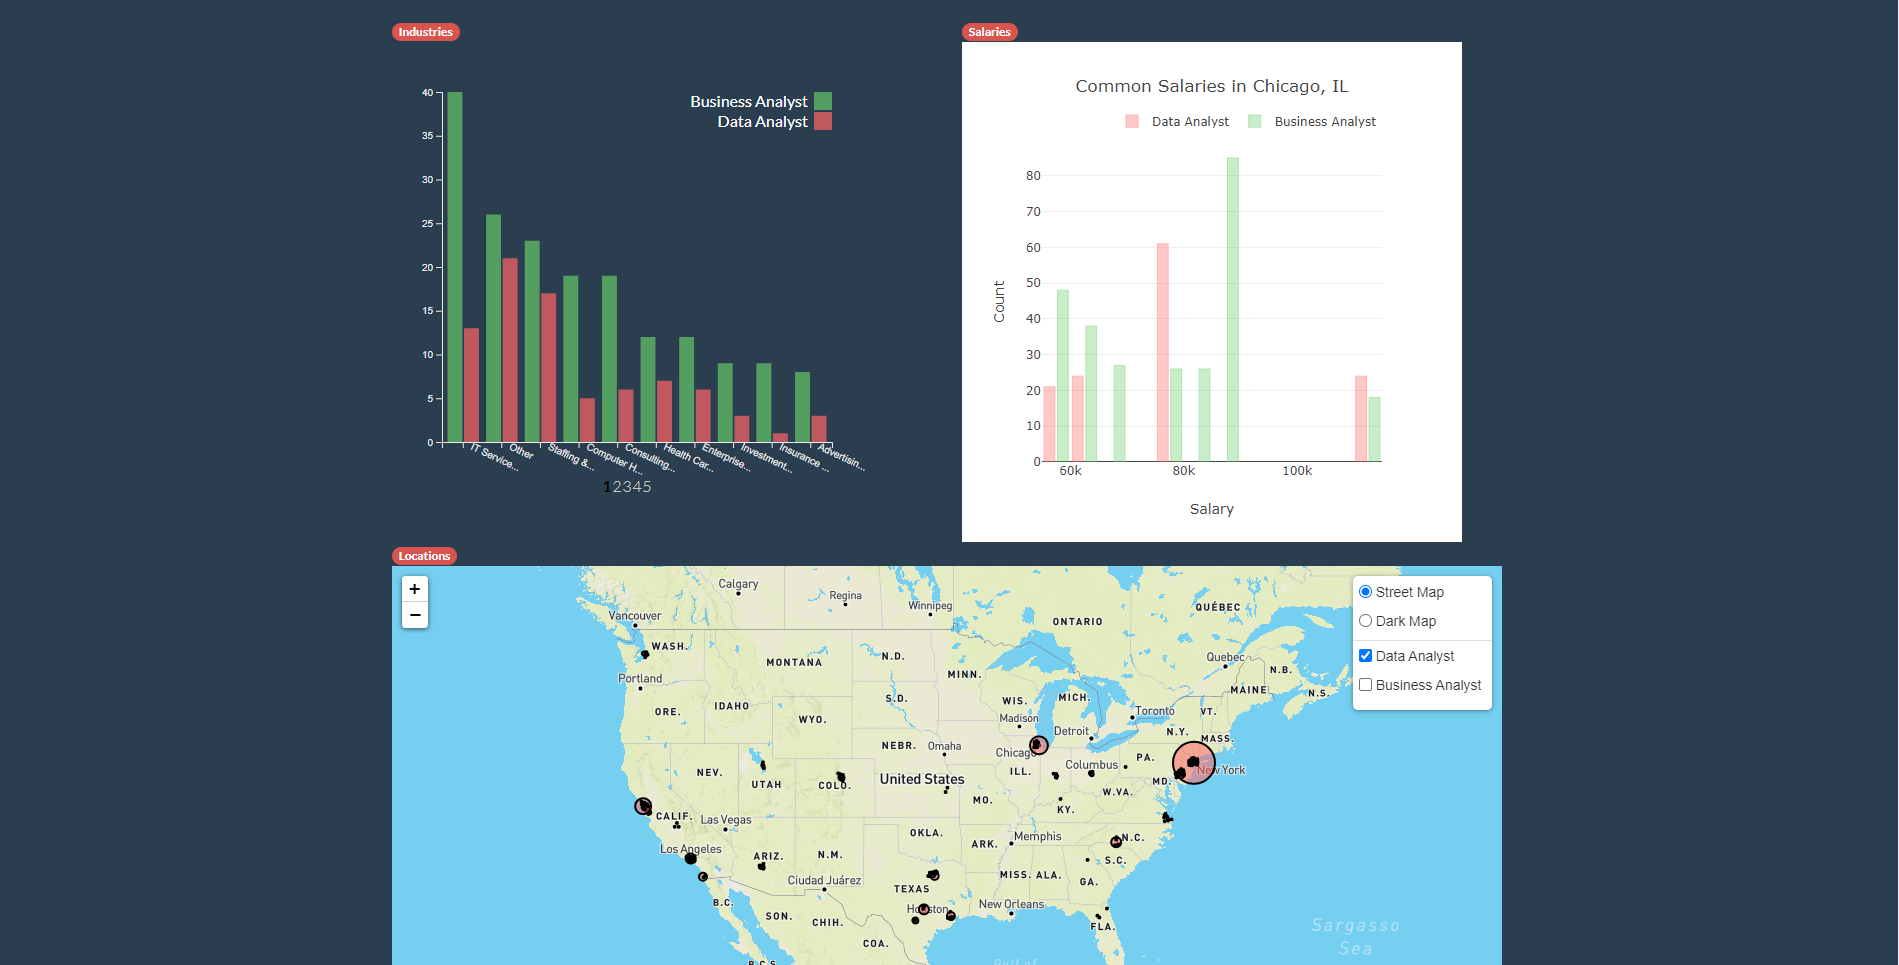 Industries
Salaries
Business Analyst
Data Analyst
40
35
30
25
20
15
10
5
0
IT Service...
Other
Staffing &...
Computer H...
Consulting...
Health Car...
Enterprise...
Investment...
Insurance ...
Advertisin...
12345
Common Salaries in Chicago, IL
Data Analyst
Business Analyst
Count
80
70
60
50
40
30
20
10
0
60k
80k
100k
Salary
Locations
+
−
Street Map
Dark Map
Data Analyst
Business Analyst
Calgary
Regina
Winnipeg
Vancouver
QUÉBEC
ONTARIO
WASH.
MONTANA
N.D.
MINN.
Quebec
N.B.
Portland
MAINE
N.S.
ORE.
IDAHO
WYO.
S.D.
WIS.
MICH.
Toronto
VT.
Madison
Detroit
N.Y.
MASS.
NEBR.
Omaha
Chicago
NEV.
UTAH
COLO.
United States
ILL.
Columbus
PA.
New York
MD.
W.VA.
MO.
KY.
CALIF.
Las Vegas
OKLA.
ARK.
Memphis
N.C.
Los Angeles
ARIZ.
N.M.
S.C.
Ciudad Juárez
TEXAS
MISS.
ALA.
GA.
B.C.
SON.
CHIH.
Houston
New Orleans
FLA.
COA.
Sargasso
Sea
B.C.S.
Gulf of